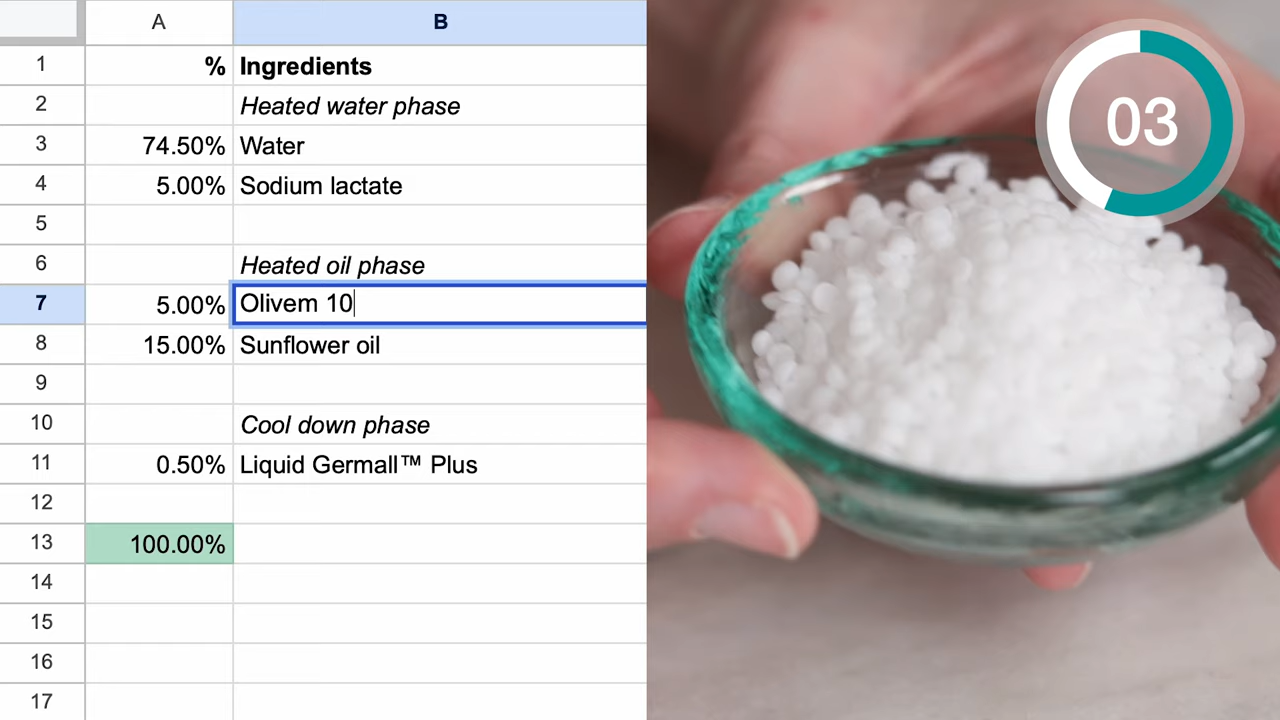 A B
1 % Ingredients
2 Heated water phase
3 74.50% Water
4 5.00% Sodium lactate
5
6 Heated oil phase
7 5.00% Olivem 10
8 15.00% Sunflower oil
9
10 Cool down phase
11 0.50% Liquid Germall™ Plus
12
13 100.00%
14
15
16
17
03